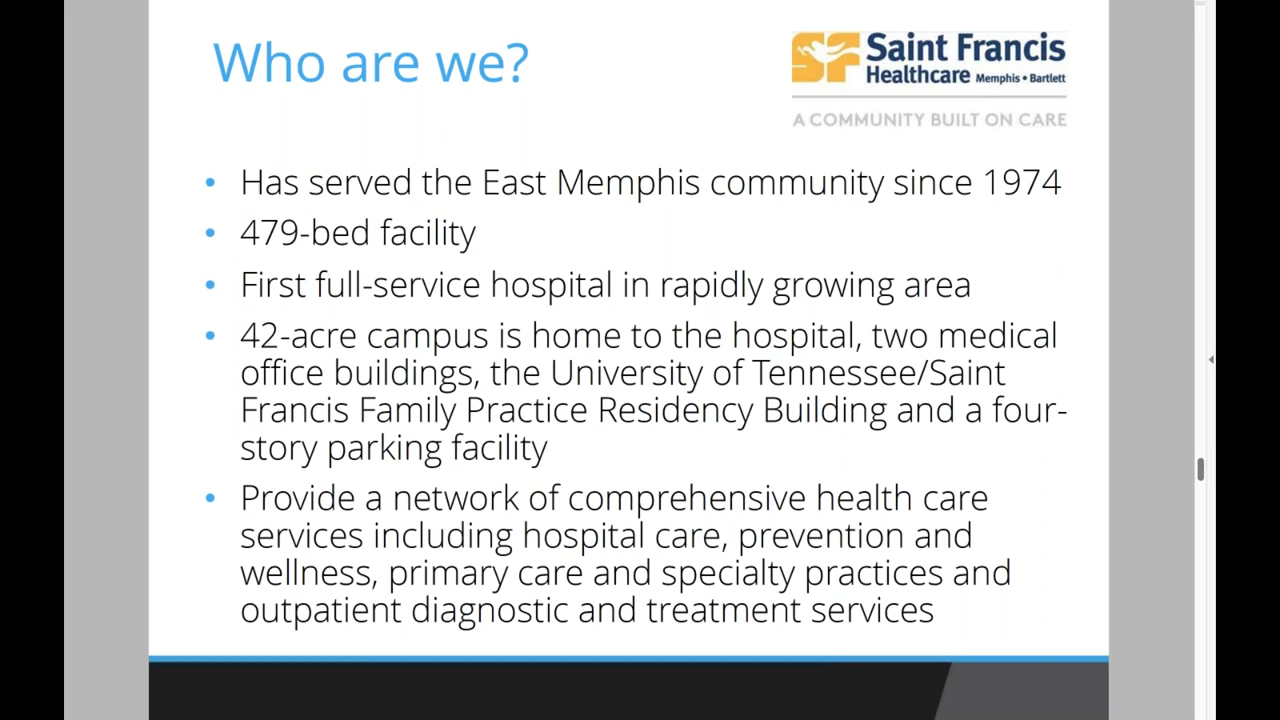 Who are we?
SF
Saint Francis
Healthcare Memphis • Bartlett
A COMMUNITY BUILT ON CARE
• Has served the East Memphis community since 1974
• 479-bed facility
• First full-service hospital in rapidly growing area
• 42-acre campus is home to the hospital, two medical
office buildings, the University of Tennessee/Saint
Francis Family Practice Residency Building and a four-
story parking facility
• Provide a network of comprehensive health care
services including hospital care, prevention and
wellness, primary care and specialty practices and
outpatient diagnostic and treatment services